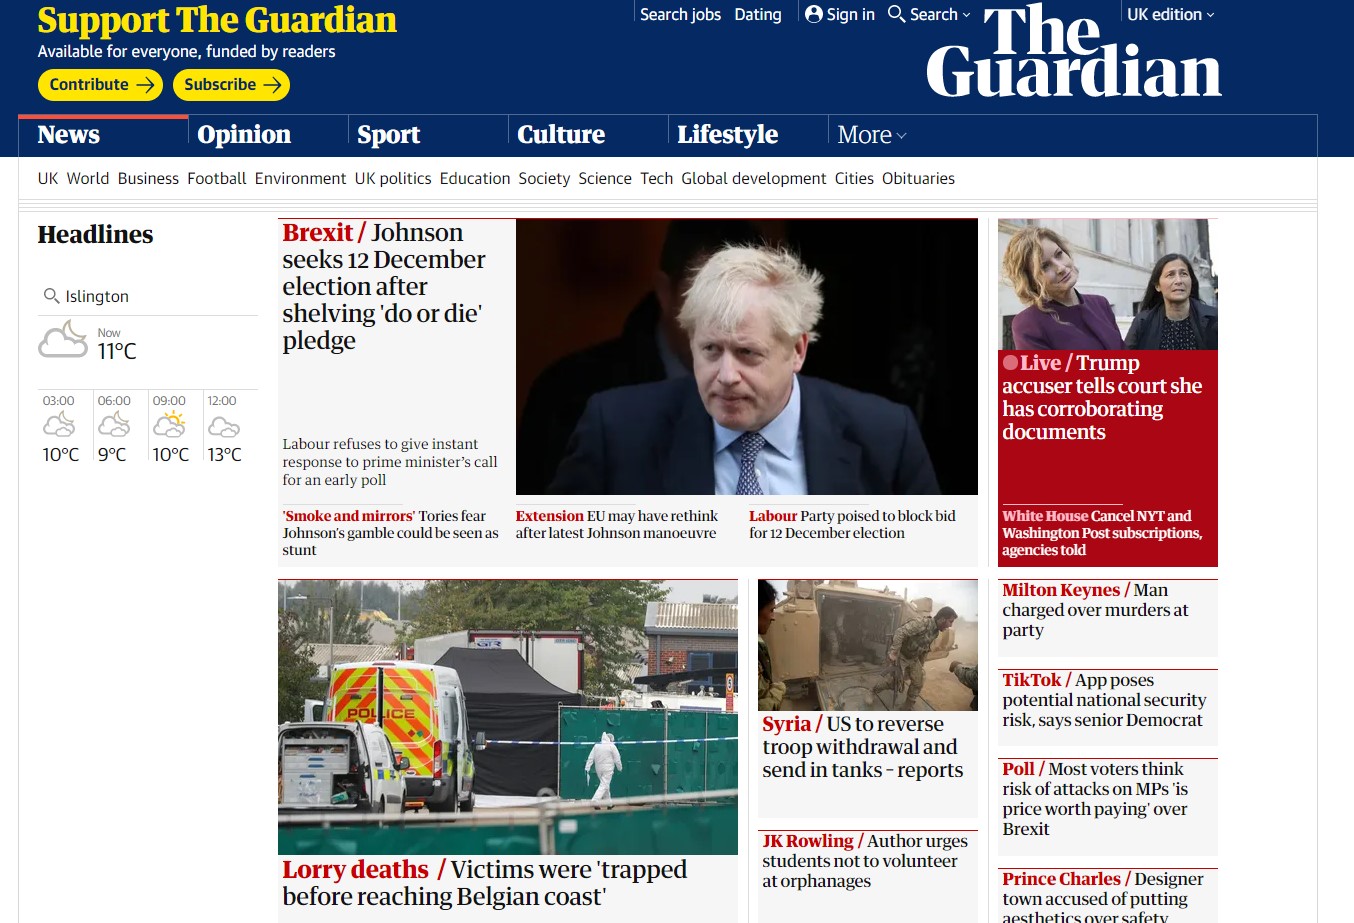 Support The Guardian
Available for everyone, funded by readers
Contribute
Subscribe
Search jobs
Dating
Sign in
Search
UK edition
The
Guardian
News
Opinion
Sport
Culture
Lifestyle
More
UK World Business Football Environment UK politics Education Society Science Tech Global development Cities Obituaries
Headlines
Islington
Now
11°C
03:00
06:00
09:00
12:00
10°C
9°C
10°C
13°C
Brexit / Johnson
seeks 12 December
election after
shelving 'do or die'
pledge
Labour refuses to give instant
response to prime minister's call
for an early poll
'Smoke and mirrors' Tories fear
Johnson's gamble could be seen as
stunt
Extension EU may have rethink
after latest Johnson manoeuvre
Labour Party poised to block bid
for 12 December election
Live / Trump
accuser tells court she
has corroborating
documents
White House Cancel NYT and
Washington Post subscriptions,
agencies told
POLICE
Lorry deaths / Victims were 'trapped
before reaching Belgian coast'
Syria / US to reverse
troop withdrawal and
send in tanks – reports
JK Rowling / Author urges
students not to volunteer
at orphanages
Milton Keynes / Man
charged over murders at
party
TikTok / App poses
potential national security
risk, says senior Democrat
Poll / Most voters think
risk of attacks on MPs 'is
price worth paying' over
Brexit
Prince Charles / Designer
town accused of putting
aesthetics over safety